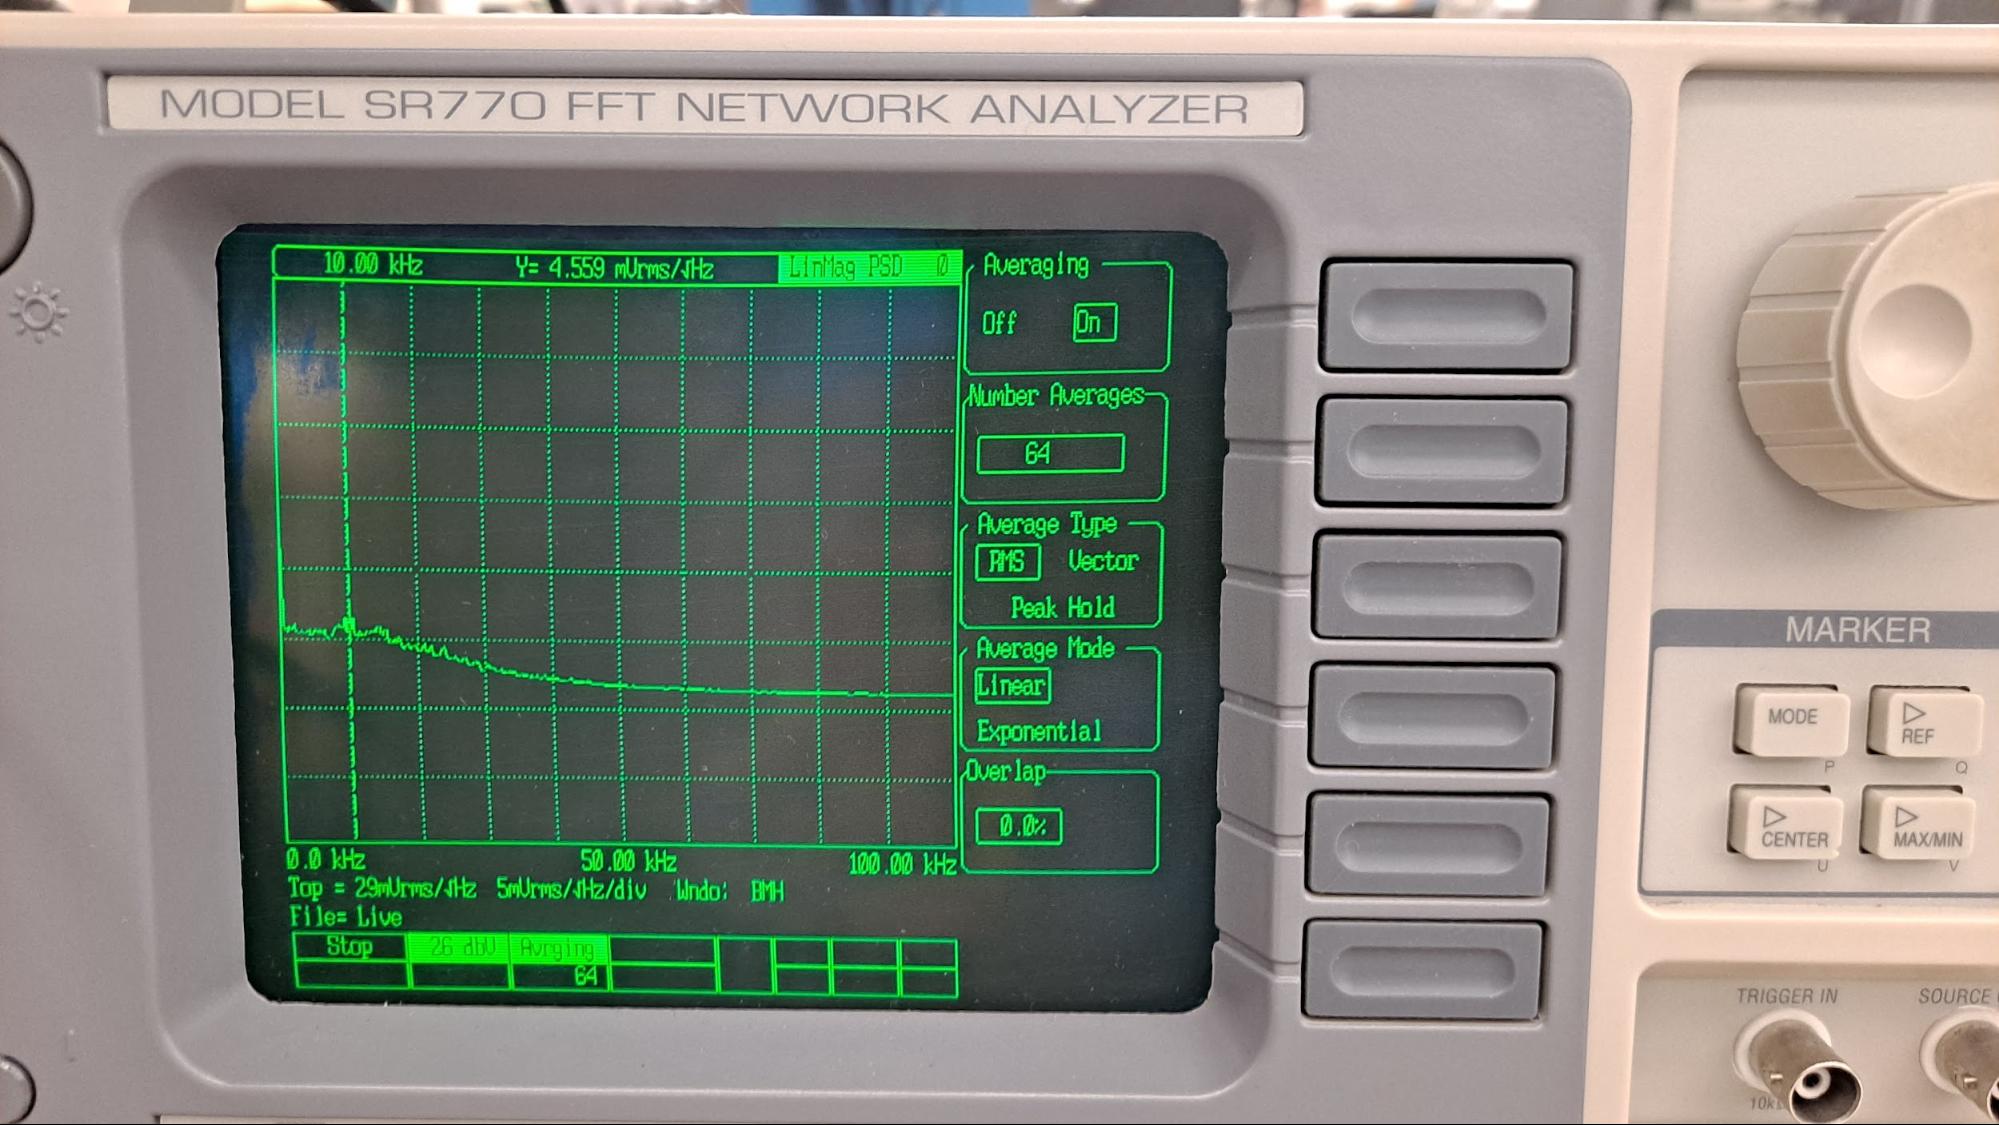 MODEL SR770 FFT NETWORK ANALYZER
10.00 kHz Y= 4.559 mVrms/√Hz LinMag PSD 0
Averaging
Off On
Number Averages
64
Average Type
RMS Vector
Peak Hold
Average Mode
Linear
Exponential
Overlap
0.0%
0.0 kHz 50.00 kHz 100.00 kHz
Top = 29mVrms/√Hz 5mVrms/√Hz/div Wndo: BMH
File= Live
Stop 26 dbV Avrging
64
MARKER
MODE
REF
P Q
CENTER MAX/MIN
U V
TRIGGER IN SOURCE